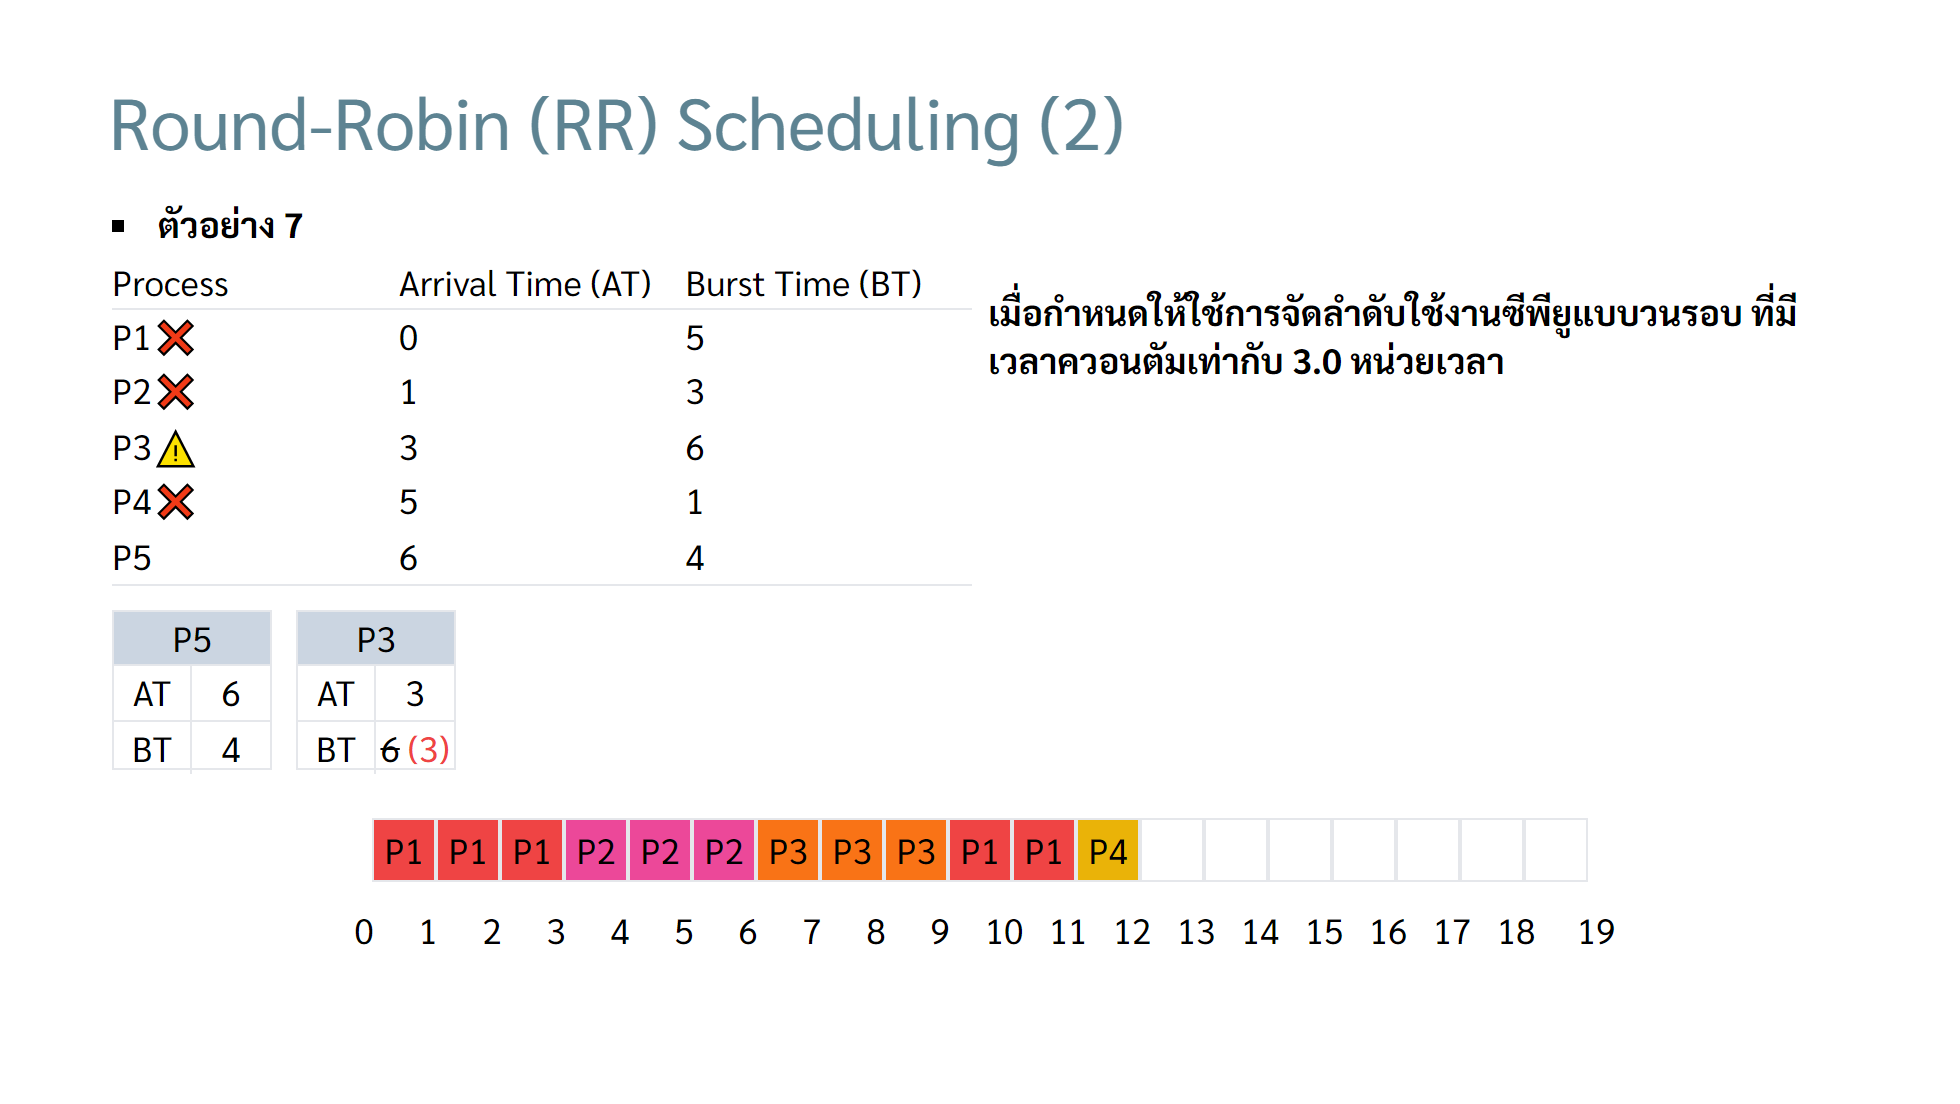 Round-Robin (RR) Scheduling (2)
ตัวอย่าง 7
Process Arrival Time (AT) Burst Time (BT)
P1 0 5
P2 1 3
P3 3 6
P4 5 1
P5 6 4
เมื่อกำหนดให้ใช้การจัดลำดับใช้งานซีพียูแบบวนรอบ ที่มี
เวลาควอนตัมเท่ากับ 3.0 หน่วยเวลา
P5 P3
AT 6 AT 3
BT 4 BT 6 (3)
P1 P1 P1 P2 P2 P2 P3 P3 P3 P1 P1 P4
0 1 2 3 4 5 6 7 8 9 10 11 12 13 14 15 16 17 18 19